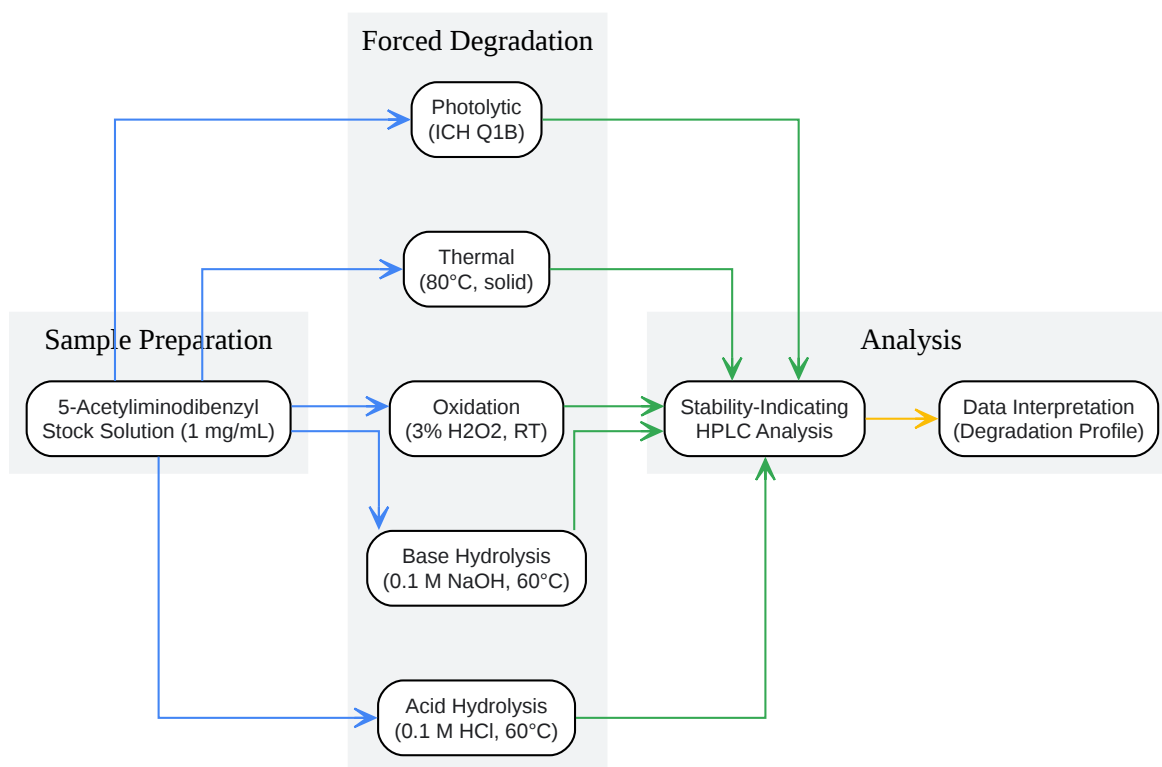 Forced Degradation
Photolytic
(ICH Q1B)
Thermal
(80°C, solid)
Sample Preparation
5-Acetyliminodibenzyl
Stock Solution (1 mg/mL)
Oxidation
(3% H2O2, RT)
Base Hydrolysis
(0.1 M NaOH, 60°C)
Acid Hydrolysis
(0.1 M HCl, 60°C)
Analysis
Stability-Indicating
HPLC Analysis
Data Interpretation
(Degradation Profile)